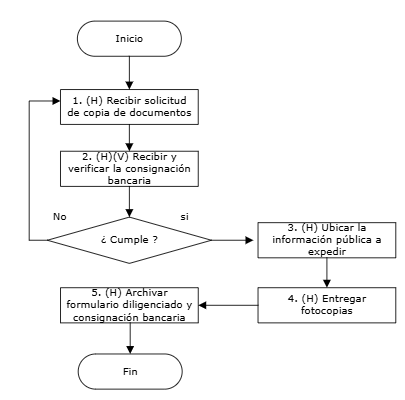 Inicio
1. (H) Recibir solicitud
de copia de documentos
2. (H)(V) Recibir y
verificar la consignación
bancaria
No
si
¿ Cumple ?
3. (H) Ubicar la
información pública a
expedir
4. (H) Entregar
fotocopias
5. (H) Archivar
formulario diligenciado y
consignación bancaria
Fin